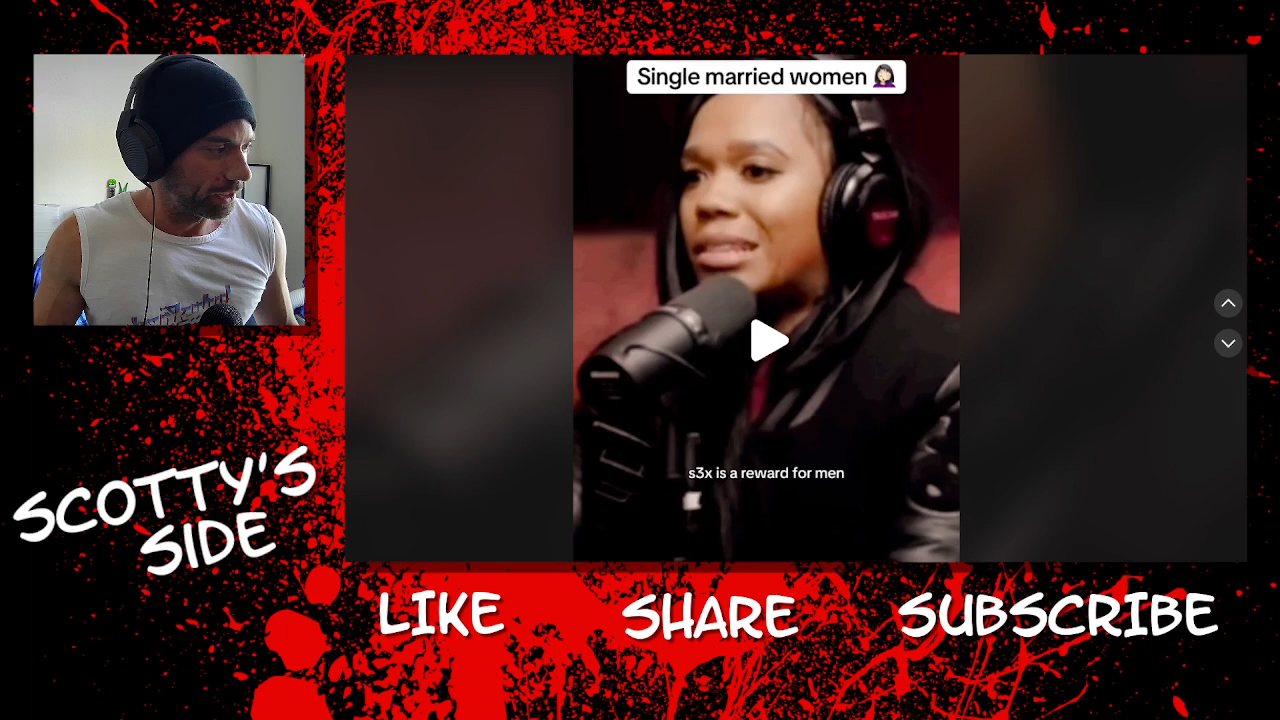 Single married women 🤦🏻‍♀️
s3x is a reward for men
SCOTTY'S
SIDE
LIKE
SHARE
SUBSCRIBE